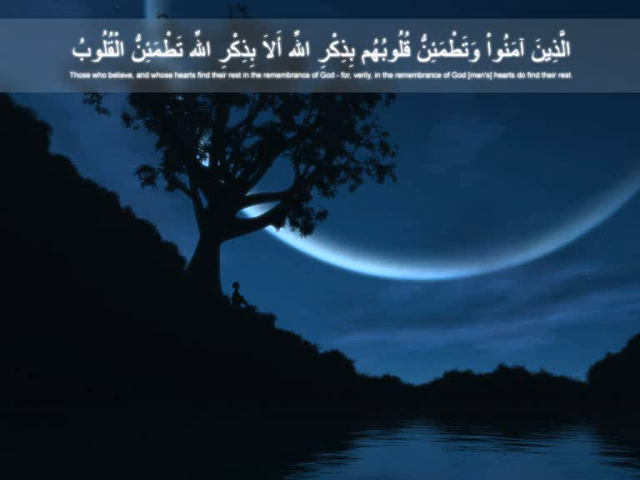 الَّذِينَ آمَنُواْ وَتَطْمَئِنُّ قُلُوبُهُم بِذِكْرِ اللّهِ أَلاَ بِذِكْرِ اللّهِ تَطْمَئِنُّ الْقُلُوبُ
Those who believe, and whose hearts find their rest in the remembrance of God - for, verily, in the remembrance of God [men's] hearts do find their rest